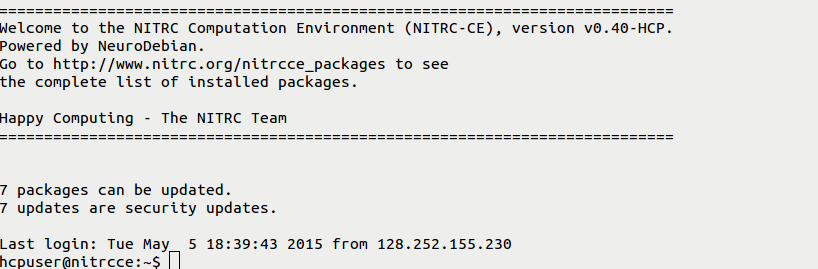 ===========================================================================
Welcome to the NITRC Computation Environment (NITRC-CE), version v0.40-HCP.
Powered by NeuroDebian.
Go to http://www.nitrc.org/nitrcce_packages to see
the complete list of installed packages.
Happy Computing - The NITRC Team
===========================================================================
7 packages can be updated.
7 updates are security updates.
Last login: Tue May  5 18:39:43 2015 from 128.252.155.230
hcpuser@nitrcce:~$